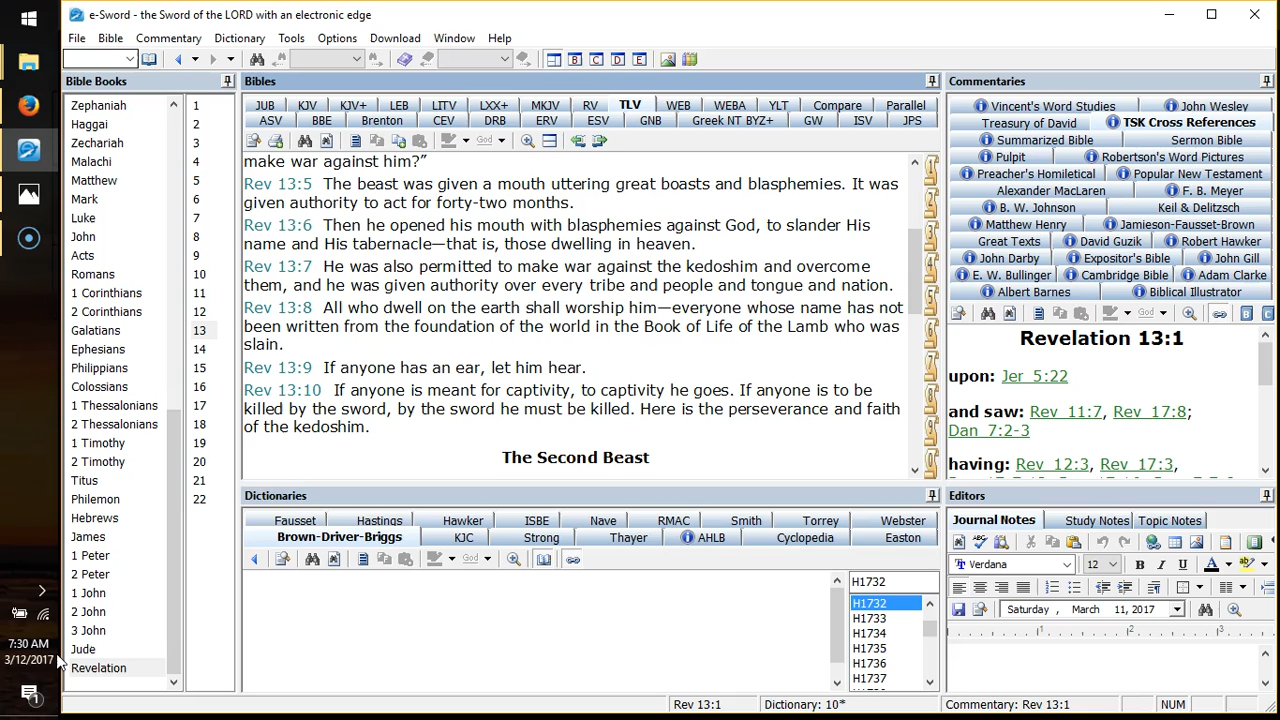 e-Sword - the Sword of the LORD with an electronic edge
File Bible Commentary Dictionary Tools Options Download Window Help
B C D E
Bible Books
Zephaniah
Haggai
Zechariah
Malachi
Matthew
Mark
Luke
John
Acts
Romans
1 Corinthians
2 Corinthians
Galatians
Ephesians
Philippians
Colossians
1 Thessalonians
2 Thessalonians
1 Timothy
2 Timothy
Titus
Philemon
Hebrews
James
1 Peter
2 Peter
1 John
2 John
3 John
Jude
Revelation
1
2
3
4
5
6
7
8
9
10
11
12
13
14
15
16
17
18
19
20
21
22
Bibles
JUB KJV KJV+ LEB LITV LXX+ MKJV RV TLV WEB WEBA YLT Compare Parallel
ASV BBE Brenton CEV DRB ERV ESV GNB Greek NT BYZ+ GW ISV JPS
God
make war against him?”
Rev 13:5 The beast was given a mouth uttering great boasts and blasphemies. It was
given authority to act for forty-two months.
Rev 13:6 Then he opened his mouth with blasphemies against God, to slander His
name and His tabernacle—that is, those dwelling in heaven.
Rev 13:7 He was also permitted to make war against the kedoshim and overcome
them, and he was given authority over every tribe and people and tongue and nation.
Rev 13:8 All who dwell on the earth shall worship him—everyone whose name has not
been written from the foundation of the world in the Book of Life of the Lamb who was
slain.
Rev 13:9 If anyone has an ear, let him hear.
Rev 13:10 If anyone is meant for captivity, to captivity he goes. If anyone is to be
killed by the sword, by the sword he must be killed. Here is the perseverance and faith
of the kedoshim.
The Second Beast
1
2
3
4
5
6
7
8
9
0
Commentaries
Vincent's Word Studies John Wesley
Treasury of David TSK Cross References
Summarized Bible Sermon Bible
Pulpit Robertson's Word Pictures
Preacher's Homiletical Popular New Testament
Alexander MacLaren F. B. Meyer
B. W. Johnson Keil & Delitzsch
Matthew Henry Jamieson-Fausset-Brown
Great Texts David Guzik Robert Hawker
John Darby Expositor's Bible John Gill
E. W. Bullinger Cambridge Bible Adam Clarke
Albert Barnes Biblical Illustrator
God B C
Revelation 13:1
upon: Jer 5:22
and saw: Rev 11:7, Rev 17:8;
Dan 7:2-3
having: Rev 12:3, Rev 17:3,
Dictionaries
Fausset Hastings Hawker ISBE Nave RMAC Smith Torrey Webster
Brown-Driver-Briggs KJC Strong Thayer AHLB Cyclopedia Easton
God
H1732
H1732
H1733
H1734
H1735
H1736
H1737
Editors
Journal Notes Study Notes Topic Notes
Verdana 12 B I U A
Saturday , March 11, 2017
1 2 3
7:30 AM
3/12/2017
1
Rev 13:1 Dictionary: 10* Commentary: Rev 13:1 NUM